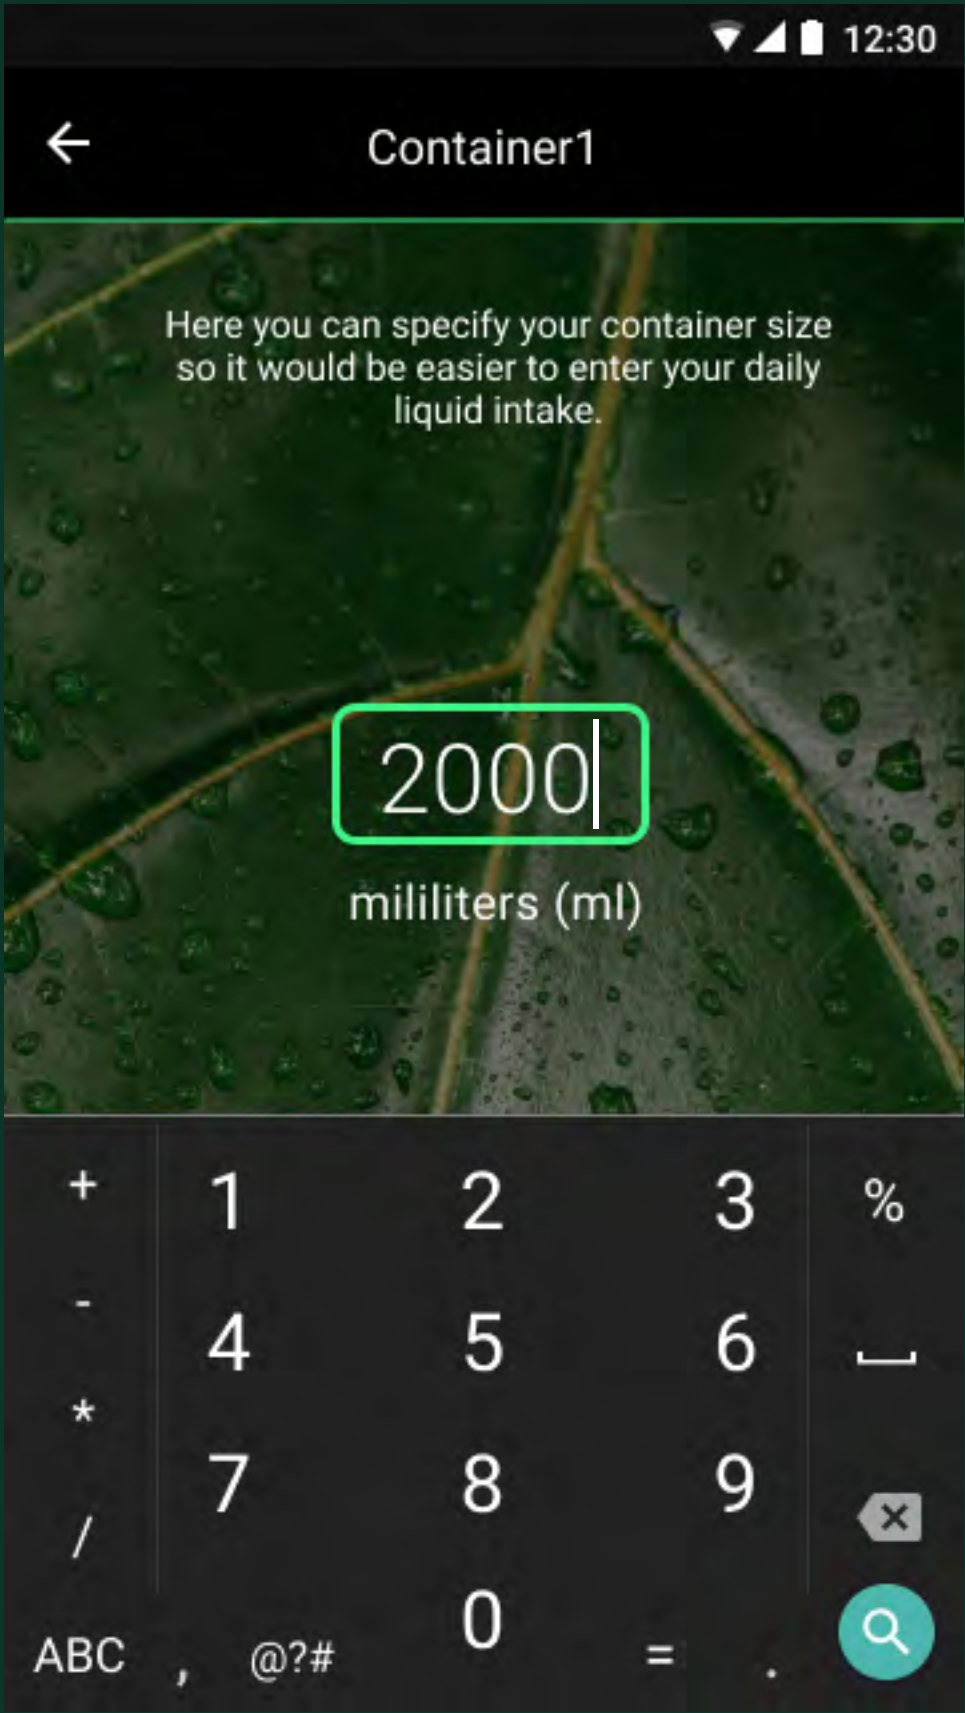 12:30
Container1
Here you can specify your container size
so it would be easier to enter your daily
liquid intake.
2000
mililiters (ml)
+ 1 2 3 %
- 4 5 6
* 7 8 9
/ 0
ABC , @?# = .